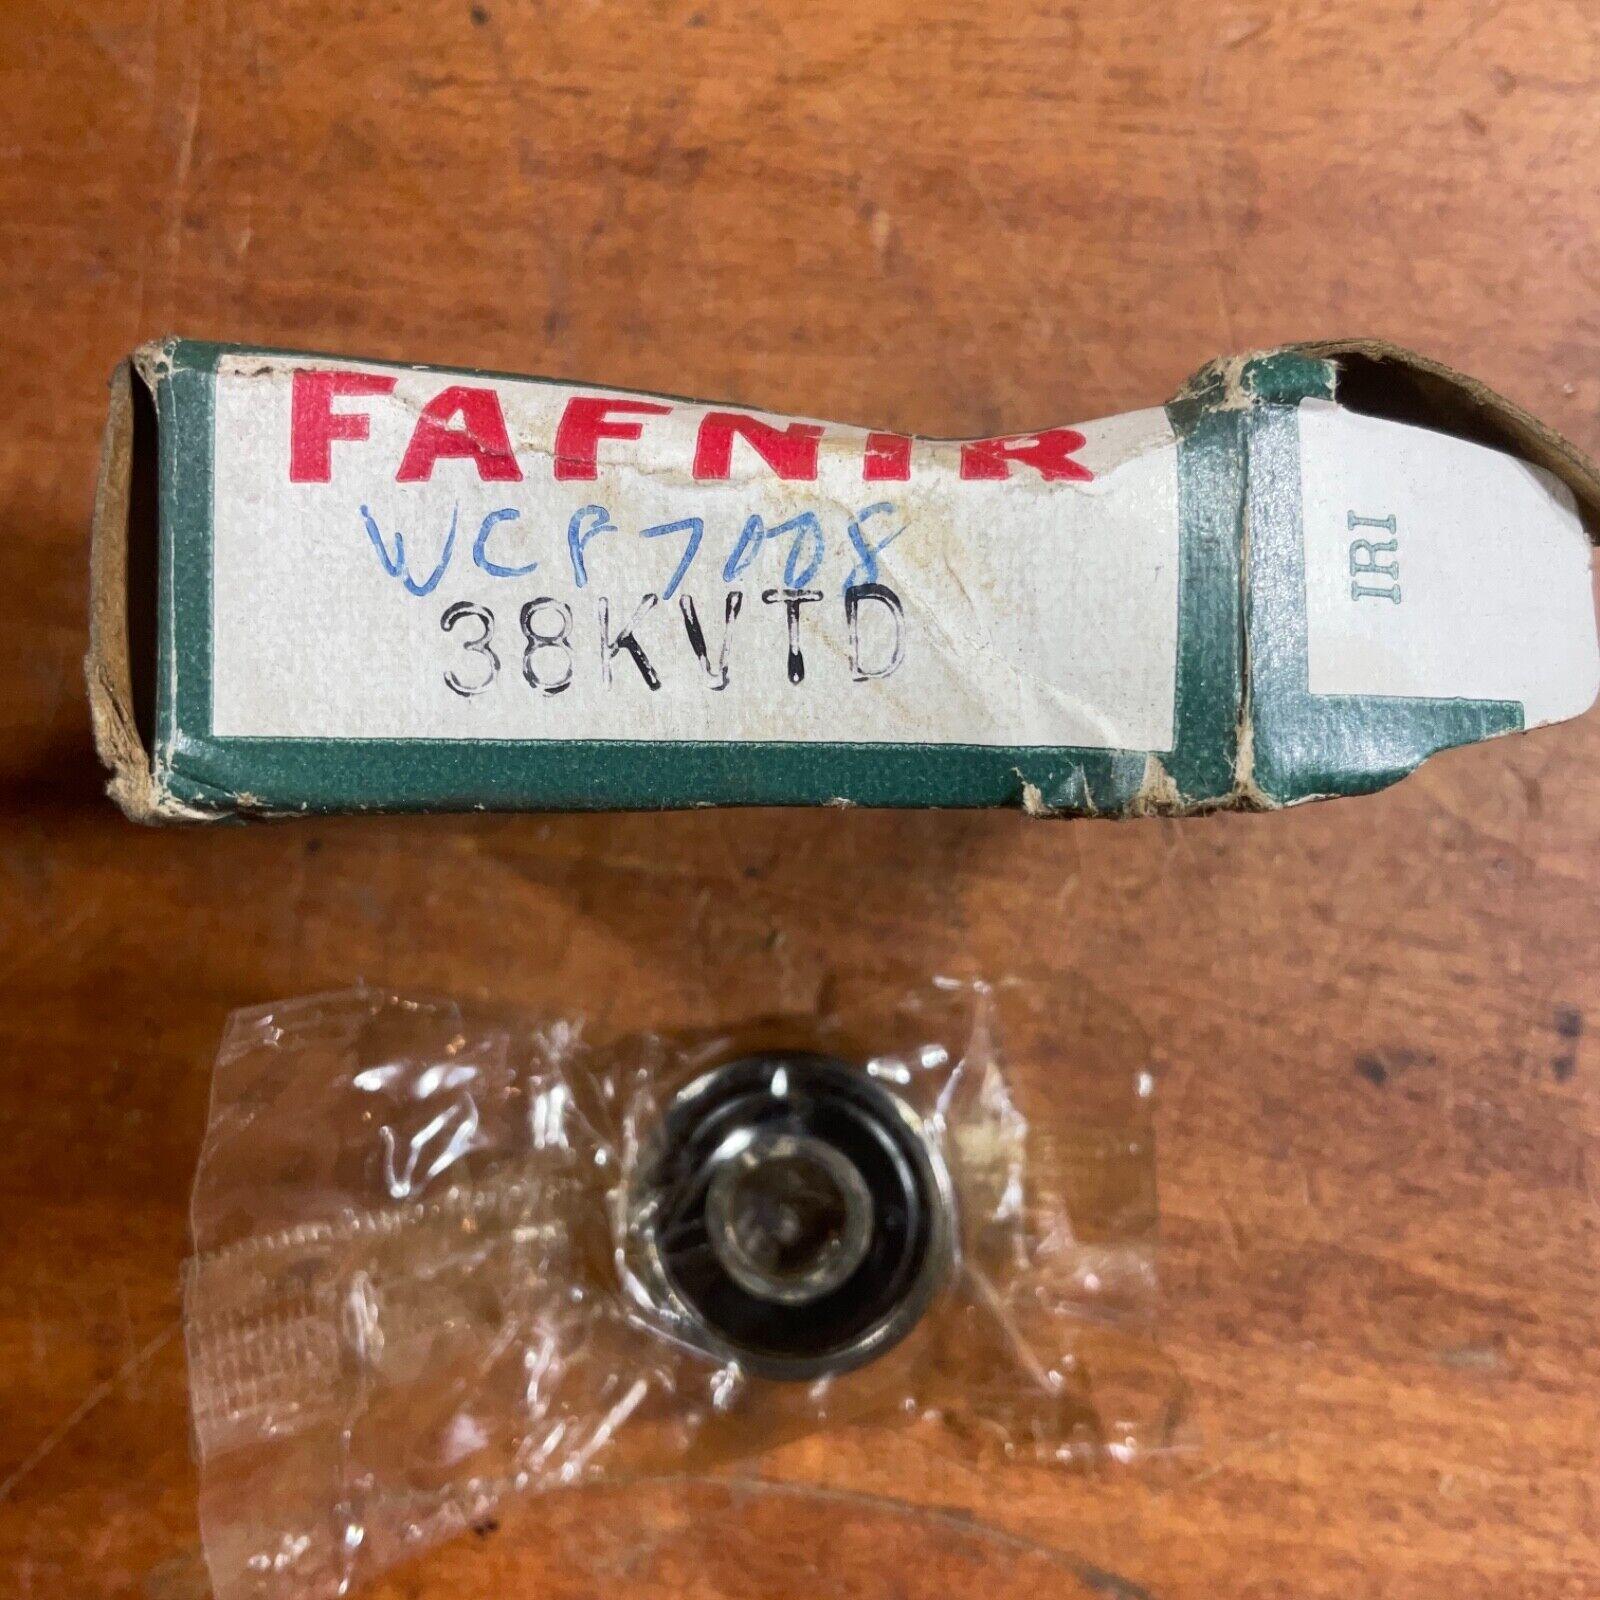 FAFNIR
WCP7008
38KVTD
IRI